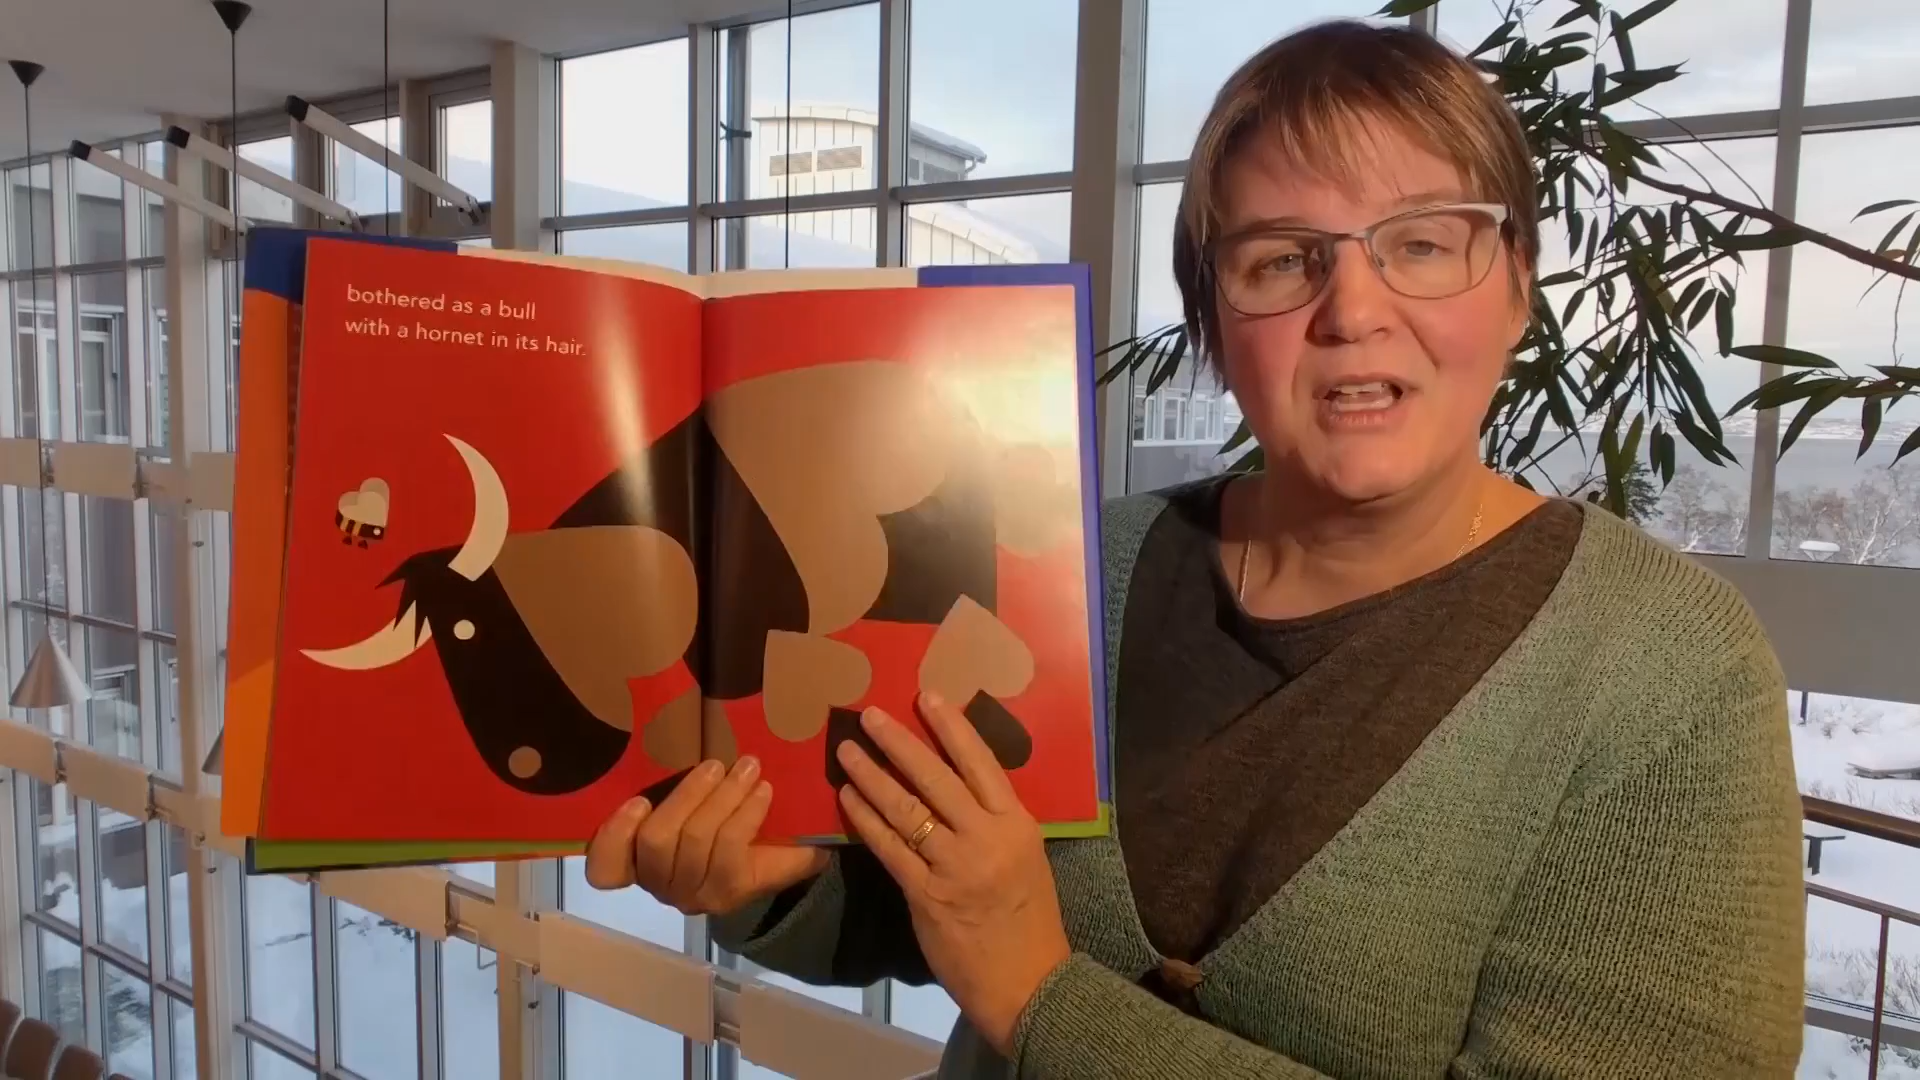 bothered as a bull
with a hornet in its hair.